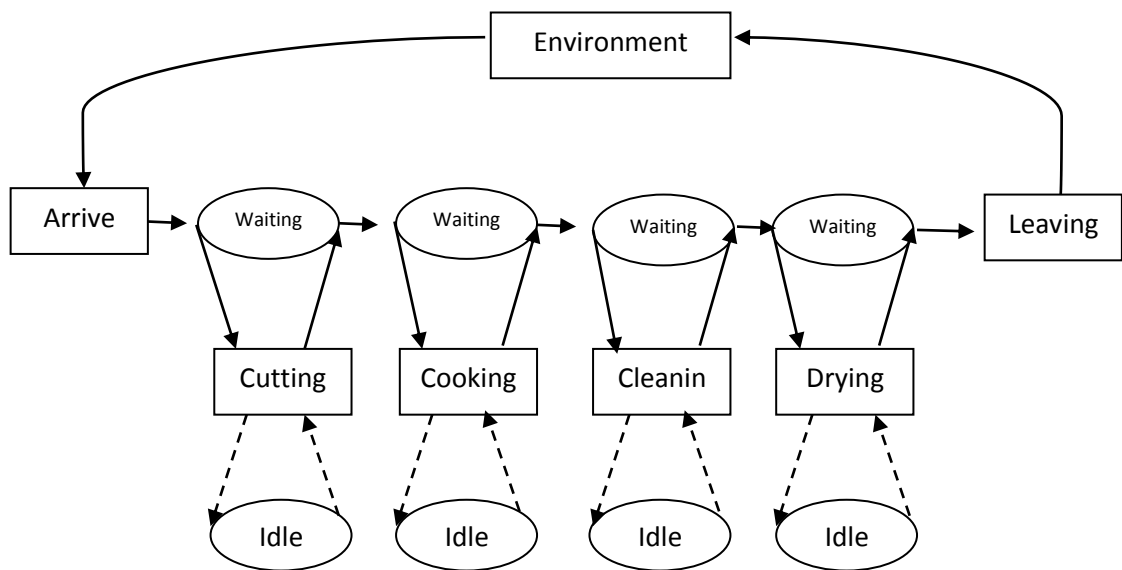 Environment
Arrive
Waiting
Waiting
Waiting
Waiting
Leaving
Cutting
Cooking
Cleanin
Drying
Idle
Idle
Idle
Idle